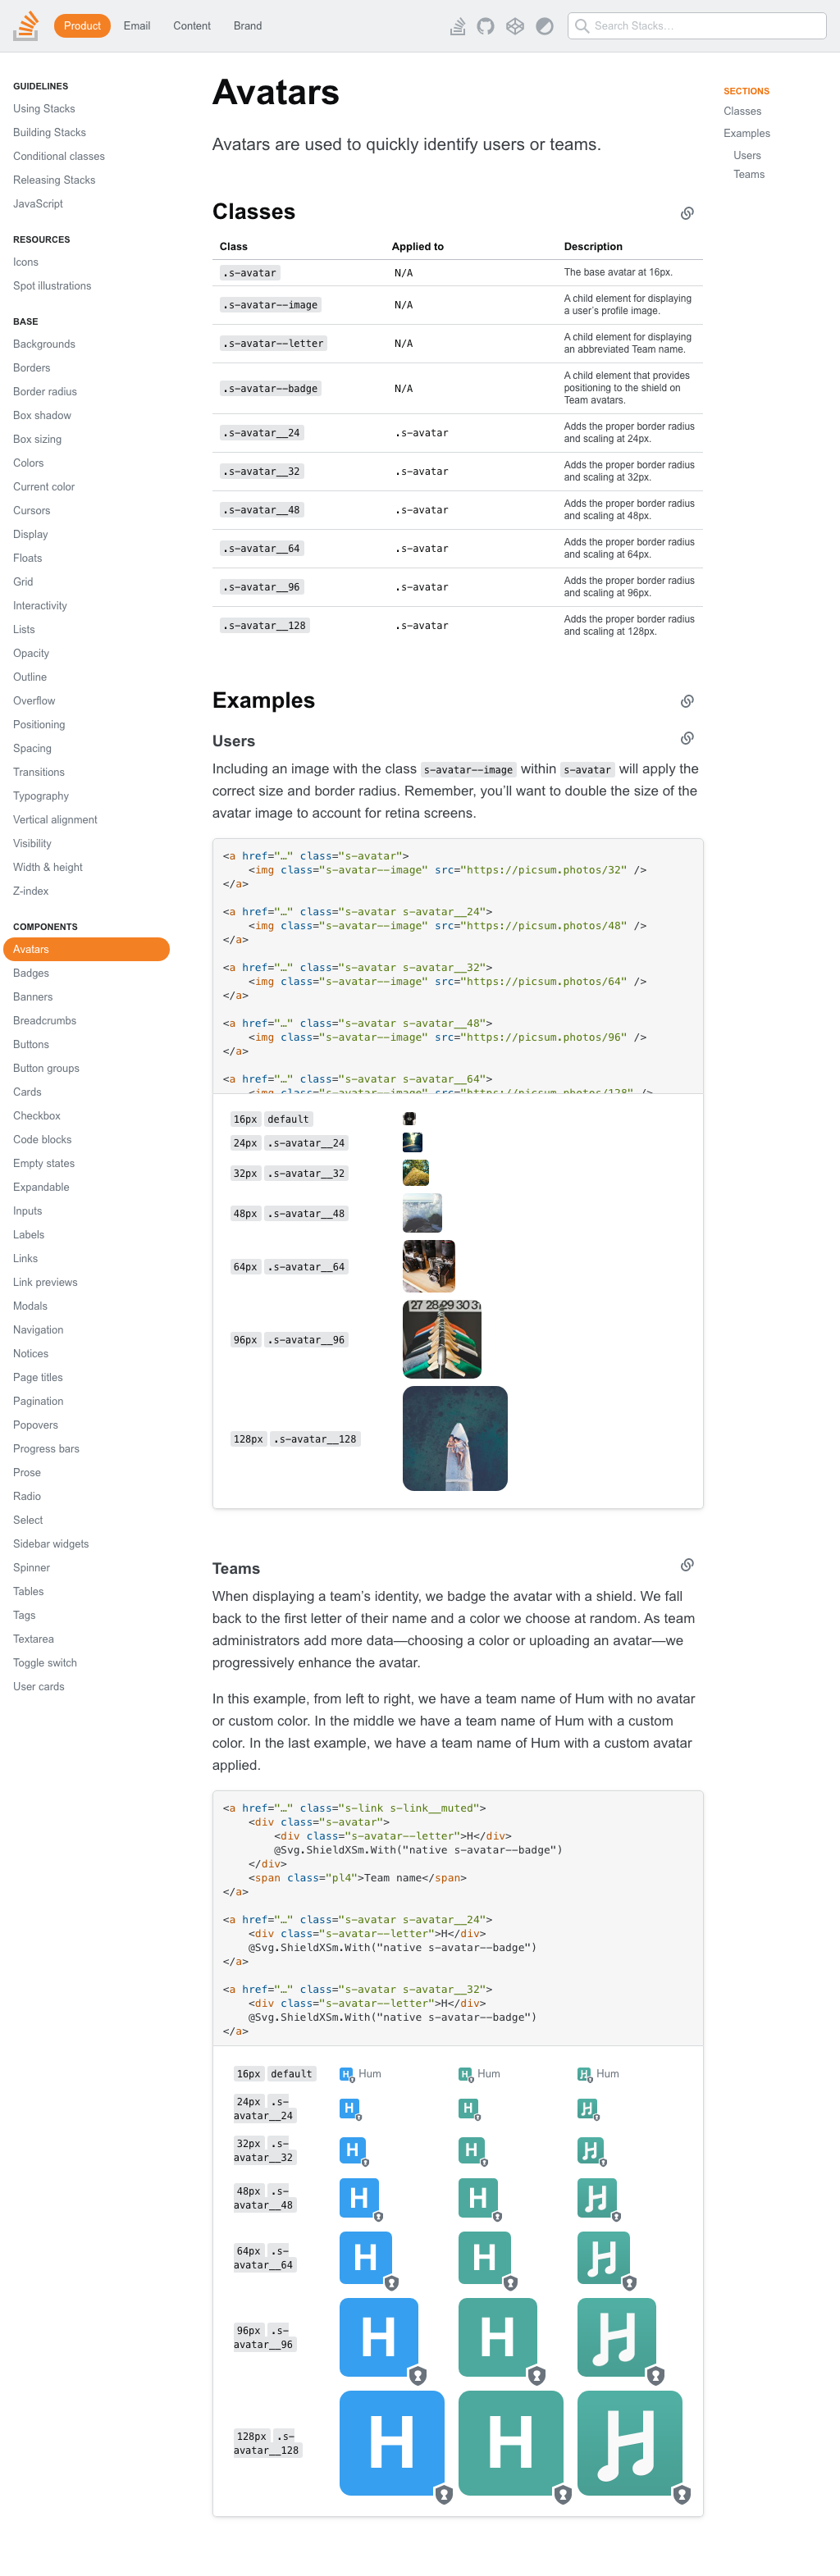 Product Email Content Brand
Search Stacks…
GUIDELINES
Using Stacks
Building Stacks
Conditional classes
Releasing Stacks
JavaScript
RESOURCES
Icons
Spot illustrations
BASE
Backgrounds
Borders
Border radius
Box shadow
Box sizing
Colors
Current color
Cursors
Display
Floats
Grid
Interactivity
Lists
Opacity
Outline
Overflow
Positioning
Spacing
Transitions
Typography
Vertical alignment
Visibility
Width & height
Z-index
COMPONENTS
Avatars
Badges
Banners
Breadcrumbs
Buttons
Button groups
Cards
Checkbox
Code blocks
Empty states
Expandable
Inputs
Labels
Links
Link previews
Modals
Navigation
Notices
Page titles
Pagination
Popovers
Progress bars
Prose
Radio
Select
Sidebar widgets
Spinner
Tables
Tags
Textarea
Toggle switch
User cards
Avatars
Avatars are used to quickly identify users or teams.
Classes
Class Applied to Description
.s-avatar N/A The base avatar at 16px.
.s-avatar--image N/A A child element for displaying
a user’s profile image.
.s-avatar--letter N/A A child element for displaying
an abbreviated Team name.
.s-avatar--badge N/A A child element that provides
positioning to the shield on
Team avatars.
.s-avatar__24 .s-avatar Adds the proper border radius
and scaling at 24px.
.s-avatar__32 .s-avatar Adds the proper border radius
and scaling at 32px.
.s-avatar__48 .s-avatar Adds the proper border radius
and scaling at 48px.
.s-avatar__64 .s-avatar Adds the proper border radius
and scaling at 64px.
.s-avatar__96 .s-avatar Adds the proper border radius
and scaling at 96px.
.s-avatar__128 .s-avatar Adds the proper border radius
and scaling at 128px.
Examples
Users
Including an image with the class s-avatar--image within s-avatar will apply the
correct size and border radius. Remember, you’ll want to double the size of the
avatar image to account for retina screens.
<a href="…" class="s-avatar">
    <img class="s-avatar--image" src="https://picsum.photos/32" />
</a>
<a href="…" class="s-avatar s-avatar__24">
    <img class="s-avatar--image" src="https://picsum.photos/48" />
</a>
<a href="…" class="s-avatar s-avatar__32">
    <img class="s-avatar--image" src="https://picsum.photos/64" />
</a>
<a href="…" class="s-avatar s-avatar__48">
    <img class="s-avatar--image" src="https://picsum.photos/96" />
</a>
<a href="…" class="s-avatar s-avatar__64">
    <img class="s-avatar--image" src="https://picsum.photos/128" />
16px default
24px .s-avatar__24
32px .s-avatar__32
48px .s-avatar__48
64px .s-avatar__64
27 28 29 30 31
96px .s-avatar__96
128px .s-avatar__128
Teams
When displaying a team’s identity, we badge the avatar with a shield. We fall
back to the first letter of their name and a color we choose at random. As team
administrators add more data—choosing a color or uploading an avatar—we
progressively enhance the avatar.
In this example, from left to right, we have a team name of Hum with no avatar
or custom color. In the middle we have a team name of Hum with a custom
color. In the last example, we have a team name of Hum with a custom avatar
applied.
<a href="…" class="s-link s-link__muted">
    <div class="s-avatar">
        <div class="s-avatar--letter">H</div>
        @Svg.ShieldXSm.With("native s-avatar--badge")
    </div>
    <span class="pl4">Team name</span>
</a>
<a href="…" class="s-avatar s-avatar__24">
    <div class="s-avatar--letter">H</div>
    @Svg.ShieldXSm.With("native s-avatar--badge")
</a>
<a href="…" class="s-avatar s-avatar__32">
    <div class="s-avatar--letter">H</div>
    @Svg.ShieldXSm.With("native s-avatar--badge")
</a>
16px default H Hum H Hum Hum
24px .s-
avatar__24 H H
32px .s-
avatar__32 H H
48px .s-
avatar__48 H H
64px .s-
avatar__64 H H
96px .s-
avatar__96 H H
128px .s-
avatar__128 H H
SECTIONS
Classes
Examples
Users
Teams